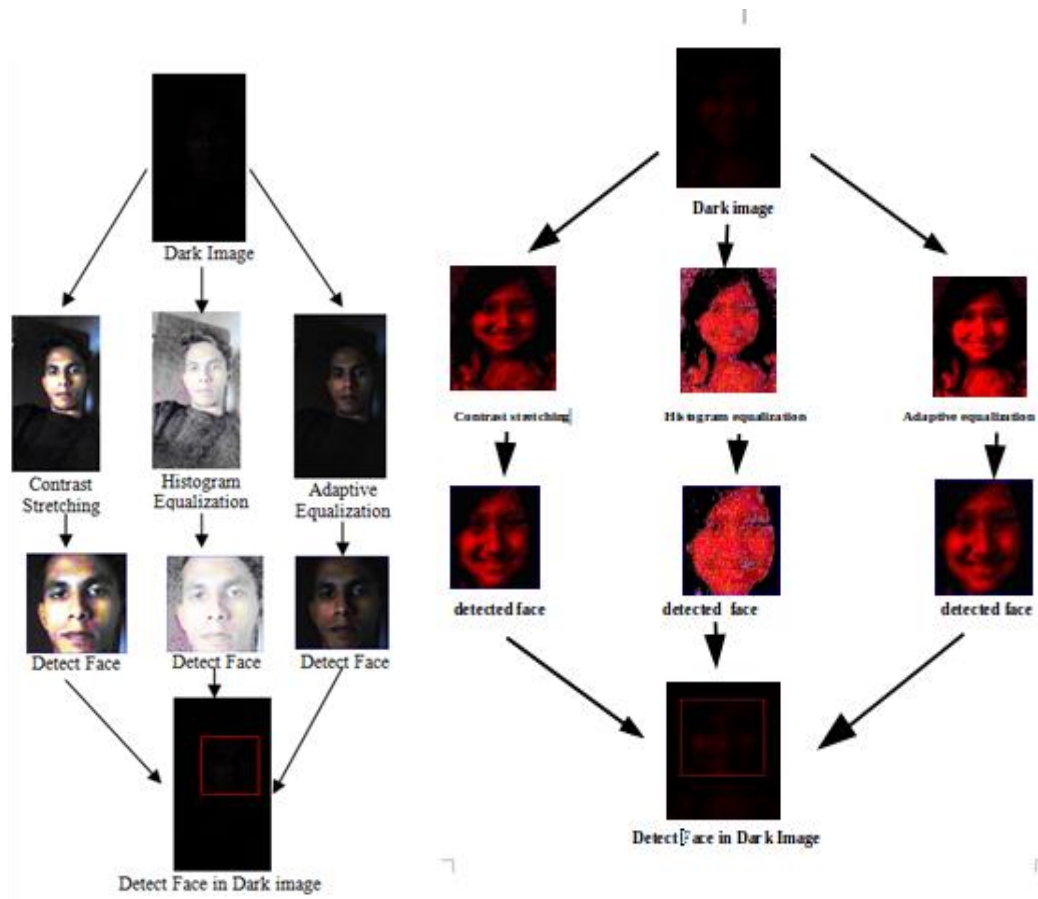 Dark Image
Contrast
Stretching
Histogram
Equalization
Adaptive
Equalization
Detect Face
Detect Face
Detect Face
Detect Face in Dark image
Dark image
Contrast stretching
Histogram equalization
Adaptive equalization
detected face
detected face
detected face
Detect Face in Dark Image